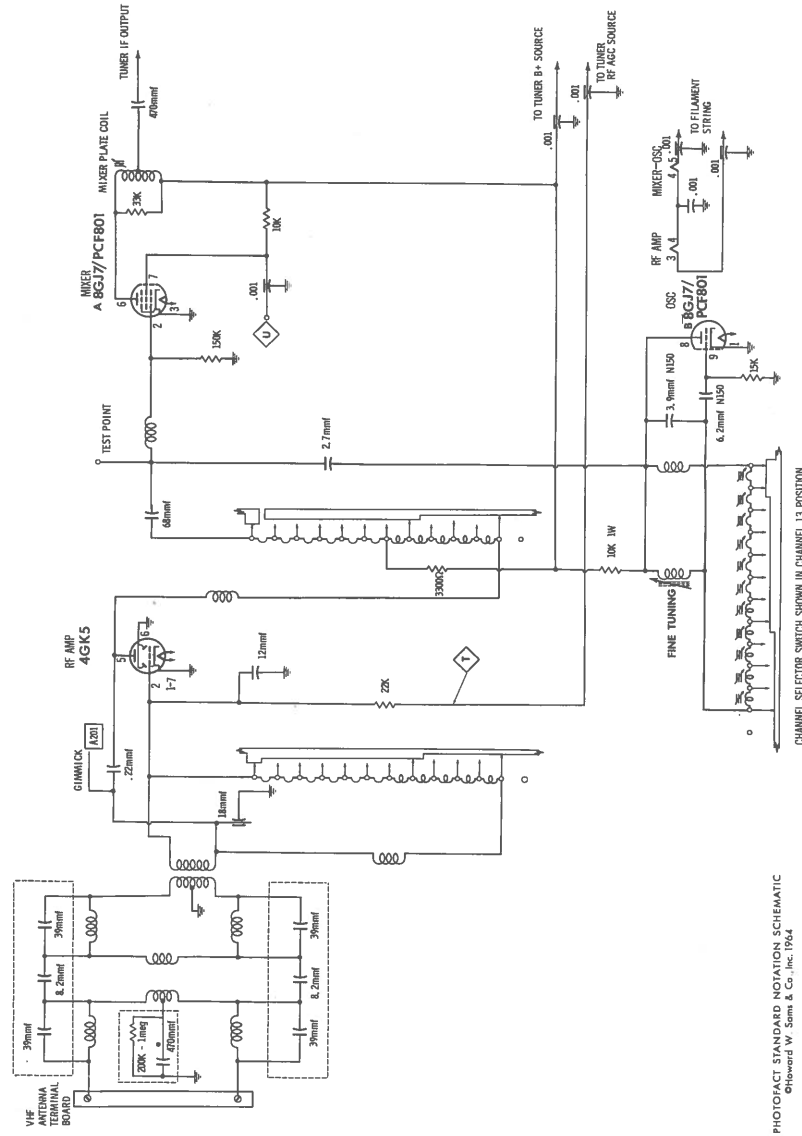 VHF
ANTENNA
TERMINAL
BOARD
39mmf
8.2mmf
39mmf
200K - 1meg
470mmf
39mmf
8.2mmf
39mmf
GIMMICK
A201
.22mmf
18mmf
RF AMP
4GK5
5
6
2
1-7
12mmf
22K
T
68mmf
TEST POINT
2.7mmf
3300Ω
10K 1W
FINE TUNING
MIXER
A 8GJ7/PCF801
6
7
2
3
150K
.001
U
10K
33K
MIXER PLATE COIL
470mmf
TUNER IF OUTPUT
TO TUNER B+ SOURCE
.001
TO TUNER
RF AGC SOURCE
.001
OSC
B 8GJ7/
PCF801
8
9
1
3.9mmf N150
6.2mmf N150
15K
RF AMP
3 4
MIXER-OSC
4 5
.001
.001
.001
TO FILAMENT
STRING
CHANNEL SELECTOR SWITCH SHOWN IN CHANNEL 13 POSITION
PHOTOFACT STANDARD NOTATION SCHEMATIC
©Howard W. Sams & Co., Inc. 1964